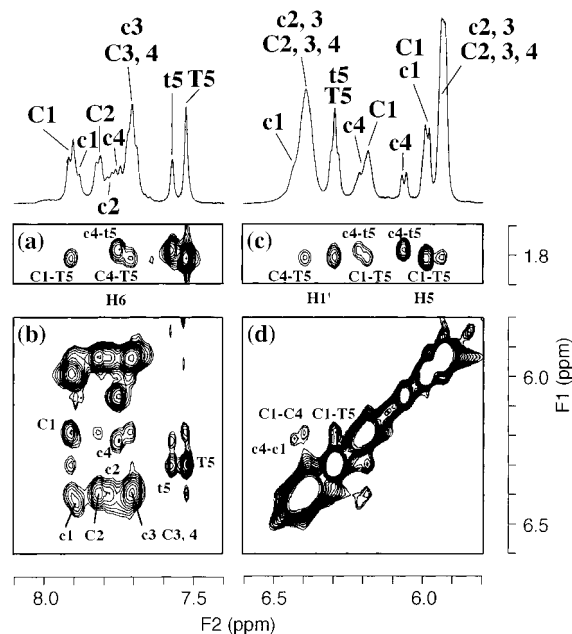 c3
C3, 4
C1
c1
C2
c4
c2
t5
T5
c2, 3
C2, 3, 4
c1
t5
T5
c4
C1
C1
c1
c4
c2, 3
C2, 3, 4
(a)
c4-t5
C1-T5
C4-T5
(c)
c4-t5
c4-t5
C4-T5
C1-T5
C1-T5
1.8
H6
H1'
H5
(b)
C1
c4
c2
t5
T5
c1
C2
c3 C3, 4
(d)
C1-C4
C1-T5
c4-c1
6.0
6.5
F1 (ppm)
8.0
7.5
6.5
6.0
F2 (ppm)